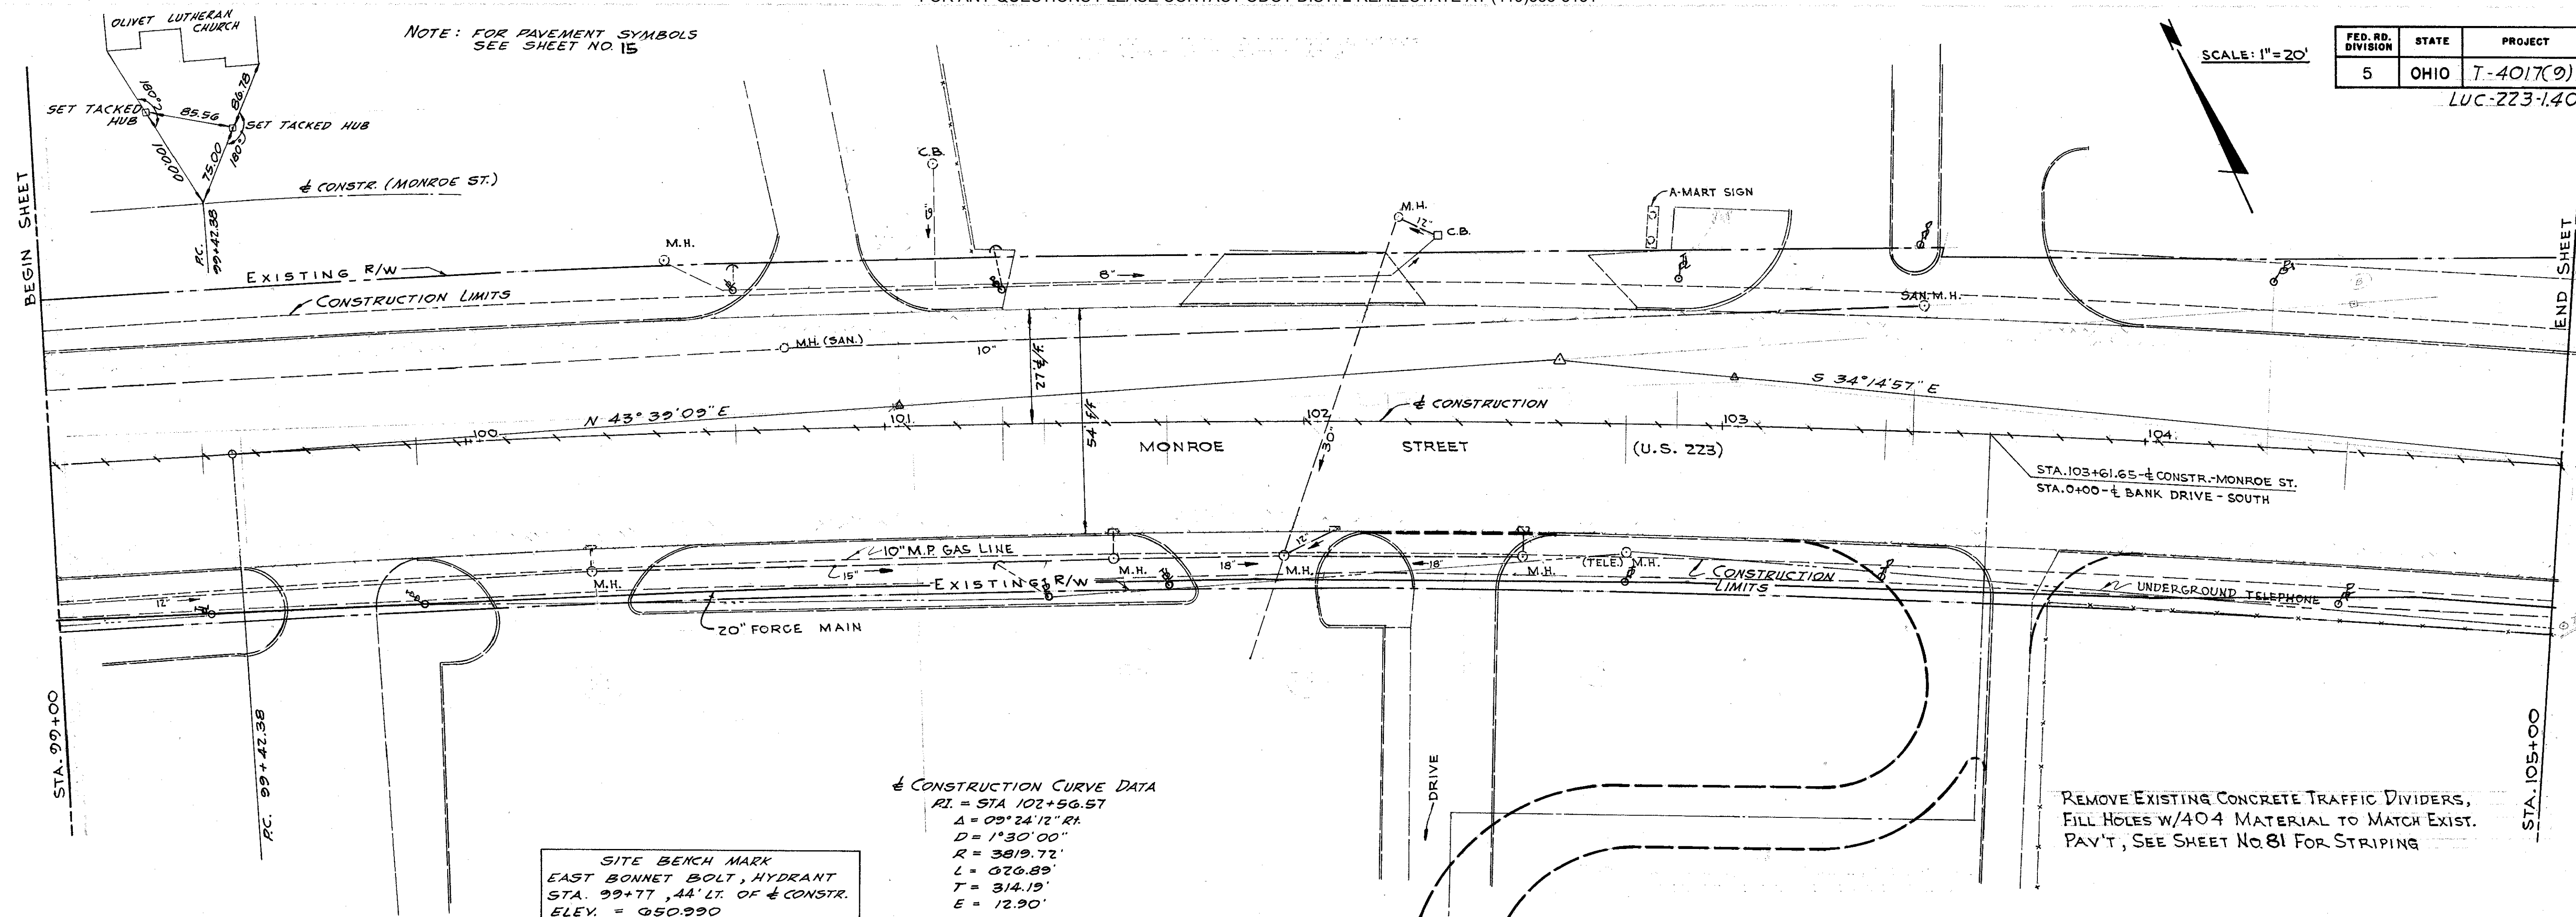 OLIVET LUTHERAN
CHURCH
NOTE: FOR PAVEMENT SYMBOLS
SEE SHEET NO. 15
SCALE: 1"=20'
FED. RD. DIVISION STATE PROJECT
5 OHIO T-4017(9)
LUC-223-1.40
BEGIN SHEET
180°
86.78
SET TACKED
HUB
85.56
SET TACKED HUB
100.00
75.00
180°
℄ CONSTR. (MONROE ST.)
P.C.
99+42.38
C.B.
A-MART SIGN
M.H.
12"
C.B.
M.H.
EXISTING R/W
8"
CONSTRUCTION LIMITS
SAN. M.H.
END SHEET
M.H. (SAN.)
10"
27' ℄/F.
54' F/F
N 43° 39' 09" E
S 34° 14' 57" E
℄ CONSTRUCTION
100
101
102
103
104
30"
MONROE STREET (U.S. 223)
STA. 103+61.65-℄ CONSTR.-MONROE ST.
STA. 0+00-℄ BANK DRIVE - SOUTH
10" M.P. GAS LINE
12"
15"
M.H.
EXISTING R/W
M.H.
18"
M.H.
12"
18"
M.H.
(TELE.) M.H.
CONSTRUCTION
LIMITS
UNDERGROUND TELEPHONE
20" FORCE MAIN
STA. 99+00
P.C. 99+42.38
DRIVE
STA. 105+00
℄ CONSTRUCTION CURVE DATA
P.I. = STA 102+56.57
Δ = 09° 24' 12" Rt.
D = 1° 30' 00"
R = 3819.72'
L = 626.89'
T = 314.19'
E = 12.90'
SITE BENCH MARK
EAST BONNET BOLT, HYDRANT
STA. 99+77, 44' LT. OF ℄ CONSTR.
ELEV. = 650.990
REMOVE EXISTING CONCRETE TRAFFIC DIVIDERS,
FILL HOLES W/404 MATERIAL TO MATCH EXIST.
PAV'T, SEE SHEET NO. 81 FOR STRIPING